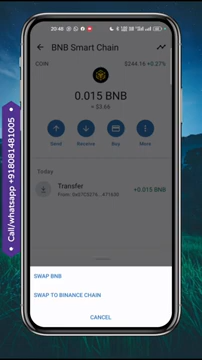 20:48
BNB Smart Chain
COIN
$244.16 +0.27%
0.015 BNB
≈ $3.66
Send
Receive
Buy
More
Today
Transfer
+0.015 BNB
SWAP BNB
SWAP TO BINANCE CHAIN
CANCEL
Call/whatsapp +918081481005